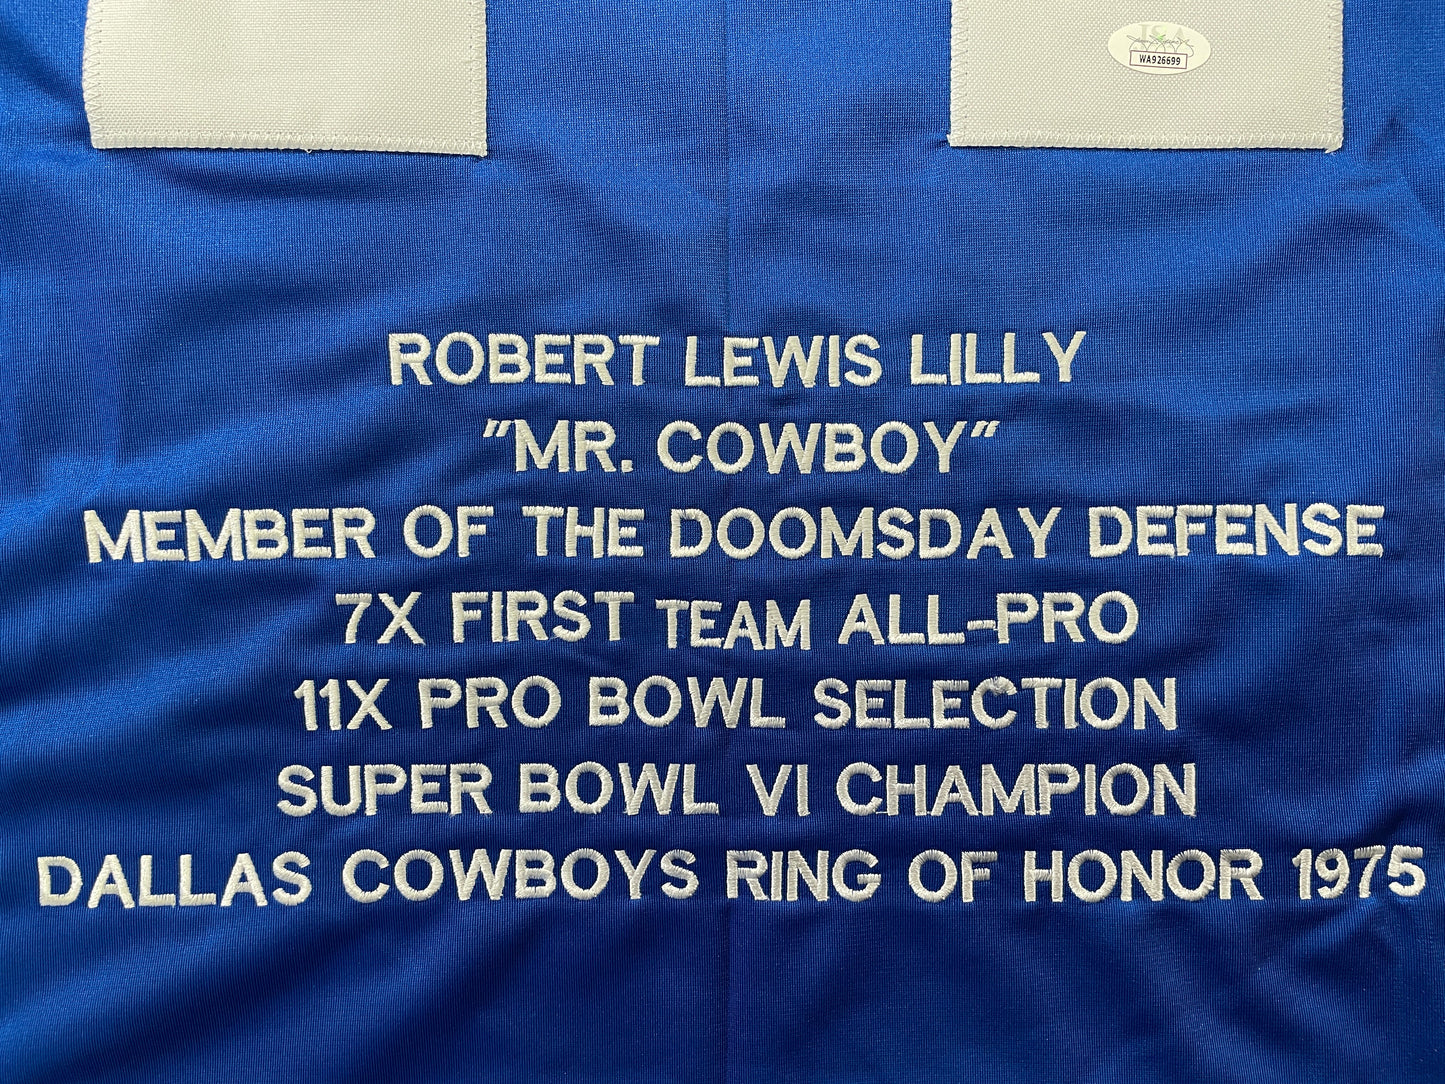 JSA
WA926699
ROBERT LEWIS LILLY
"MR. COWBOY"
MEMBER OF THE DOOMSDAY DEFENSE
7X FIRST TEAM ALL-PRO
11X PRO BOWL SELECTION
SUPER BOWL VI CHAMPION
DALLAS COWBOYS RING OF HONOR 1975